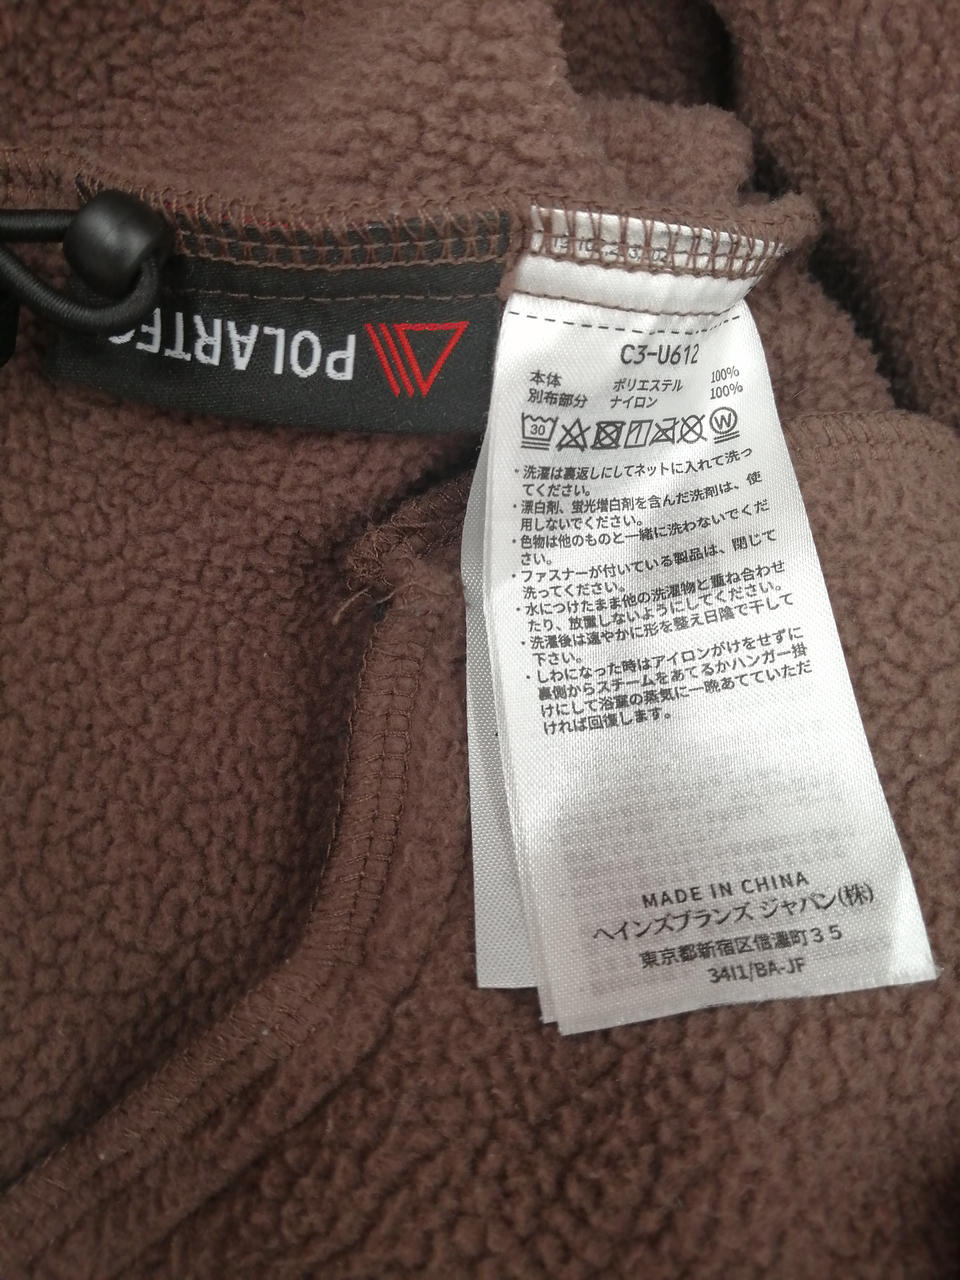 POLARTEC
C3-U612
本体 ポリエステル 100%
別布部分 ナイロン 100%
30
W
・洗濯は裏返しにしてネットに入れて洗っ
てください。
・漂白剤、蛍光増白剤を含んだ洗剤は、使
用しないでください。
・色物は他のものと一緒に洗わないでくだ
さい。
・ファスナーが付いている製品は、閉じて
洗ってください。
・水につけたまま他の洗濯物と重ね合わせ
たり、放置しないようにしてください。
・洗濯後は速やかに形を整え日陰で干して
下さい。
・しわになった時はアイロンがけをせずに
裏側からスチームをあてるかハンガー掛
けにして浴室の蒸気に一晩あてていただ
ければ回復します。
MADE IN CHINA
ヘインズブランズ ジャパン(株)
東京都新宿区信濃町35
34I1/BA-JF